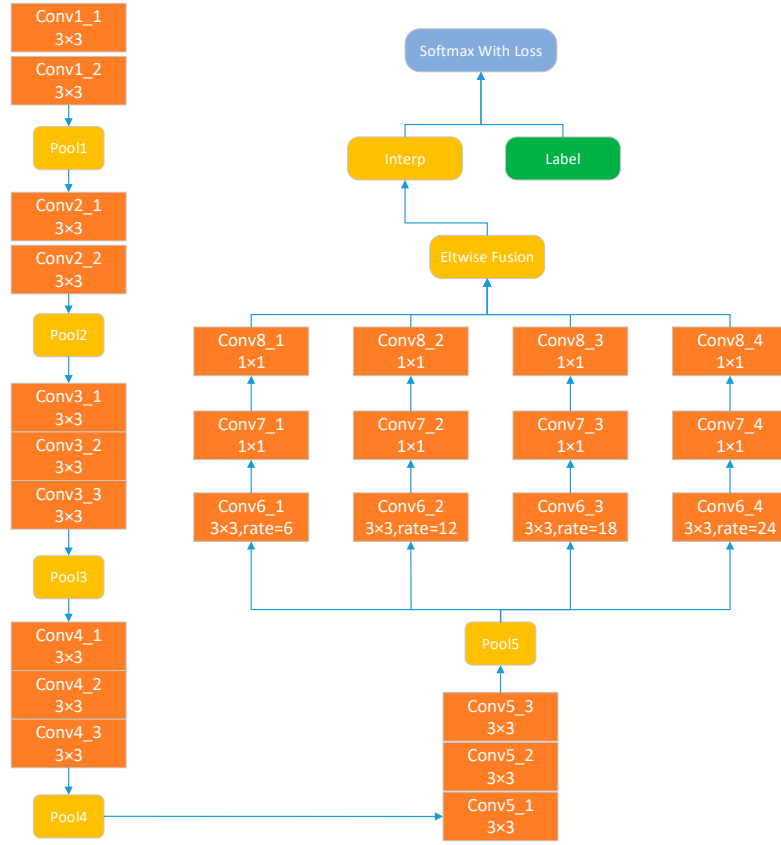 Conv1_1
3×3
Conv1_2
3×3
Pool1
Conv2_1
3×3
Conv2_2
3×3
Pool2
Conv3_1
3×3
Conv3_2
3×3
Conv3_3
3×3
Pool3
Conv4_1
3×3
Conv4_2
3×3
Conv4_3
3×3
Pool4
Conv5_3
3×3
Conv5_2
3×3
Conv5_1
3×3
Pool5
Conv6_1
3×3,rate=6
Conv6_2
3×3,rate=12
Conv6_3
3×3,rate=18
Conv6_4
3×3,rate=24
Conv7_1
1×1
Conv7_2
1×1
Conv7_3
1×1
Conv7_4
1×1
Conv8_1
1×1
Conv8_2
1×1
Conv8_3
1×1
Conv8_4
1×1
Eltwise Fusion
Interp
Label
Softmax With Loss